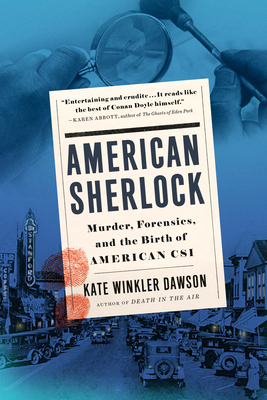 "Entertaining and erudite...It reads like
the best of Conan Doyle himself."
—KAREN ABBOTT, author of The Ghosts of Eden Park
AMERICAN
SHERLOCK
Murder, Forensics,
and the Birth of
AMERICAN CSI
STANFORD
KATE WINKLER DAWSON
AUTHOR OF DEATH IN THE AIR